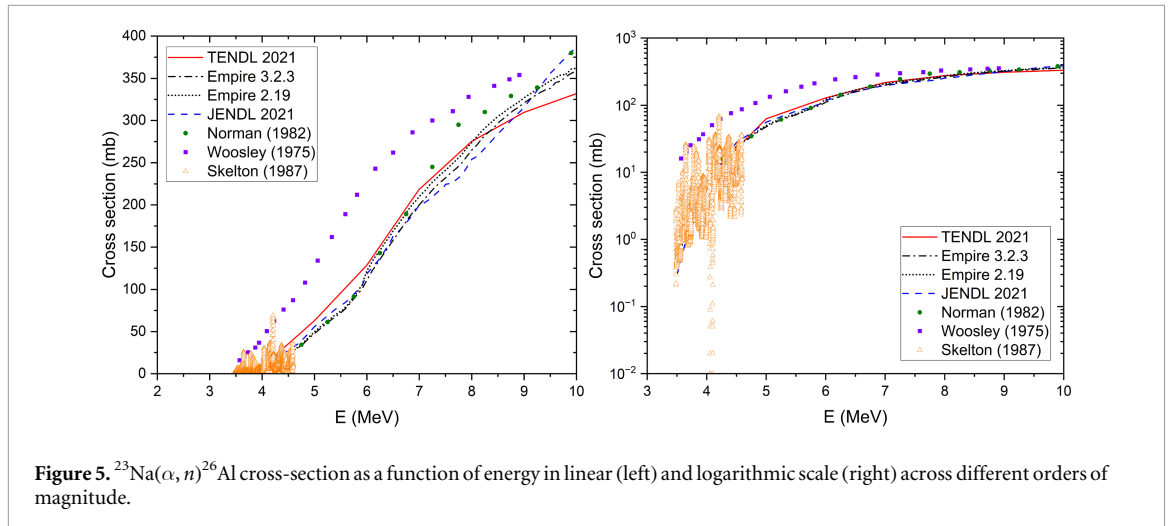 400
350
300
250
200
150
100
50
0
Cross section (mb)
TENDL 2021
Empire 3.2.3
Empire 2.19
JENDL 2021
Norman (1982)
Woosley (1975)
Skelton (1987)
2 3 4 5 6 7 8 9 10
E (MeV)
10³
10²
10¹
10⁰
10⁻¹
10⁻²
Cross section (mb)
TENDL 2021
Empire 3.2.3
Empire 2.19
JENDL 2021
Norman (1982)
Woosley (1975)
Skelton (1987)
3 4 5 6 7 8 9 10
E (MeV)
Figure 5. ²³Na(α, n)²⁶Al cross-section as a function of energy in linear (left) and logarithmic scale (right) across different orders of
magnitude.